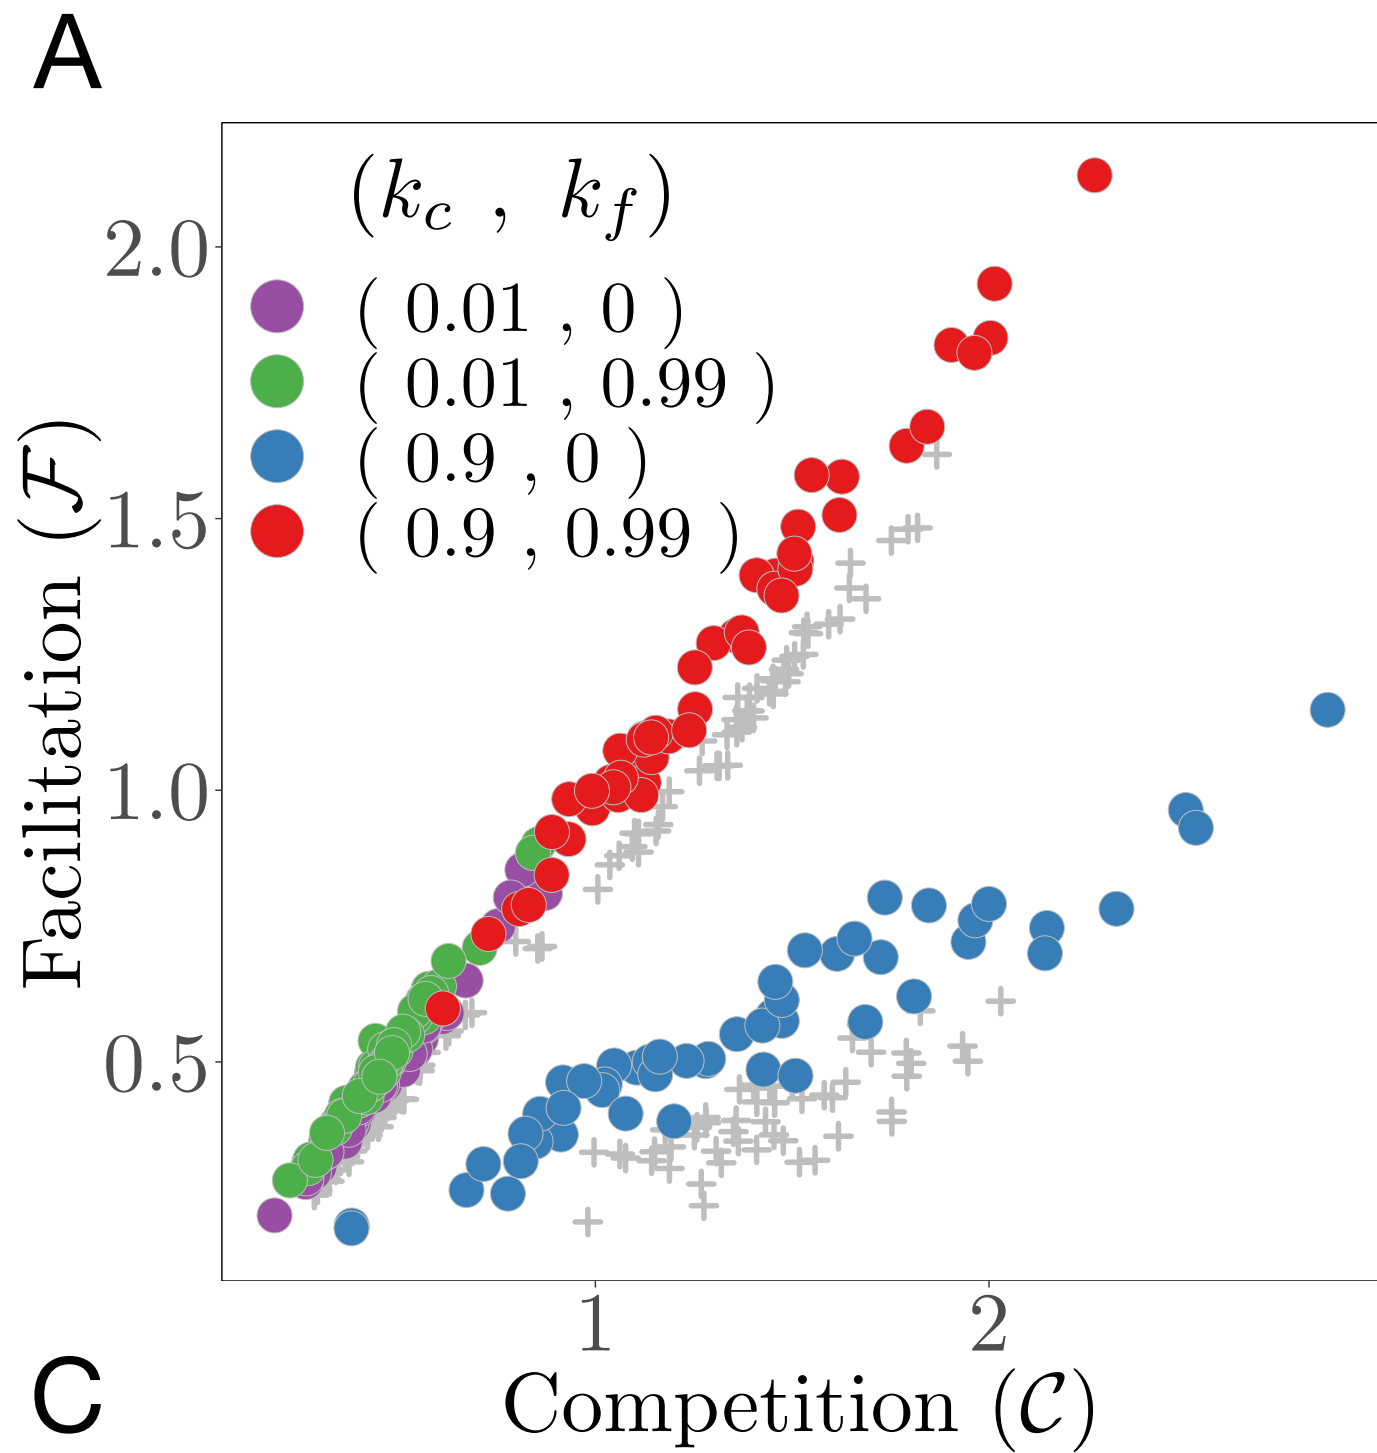 A
(k_c , k_f)
( 0.01 , 0 )
( 0.01 , 0.99 )
( 0.9 , 0 )
( 0.9 , 0.99 )
2.0
1.5
1.0
0.5
Facilitation (ℱ)
1 2
Competition (𝒞)
C